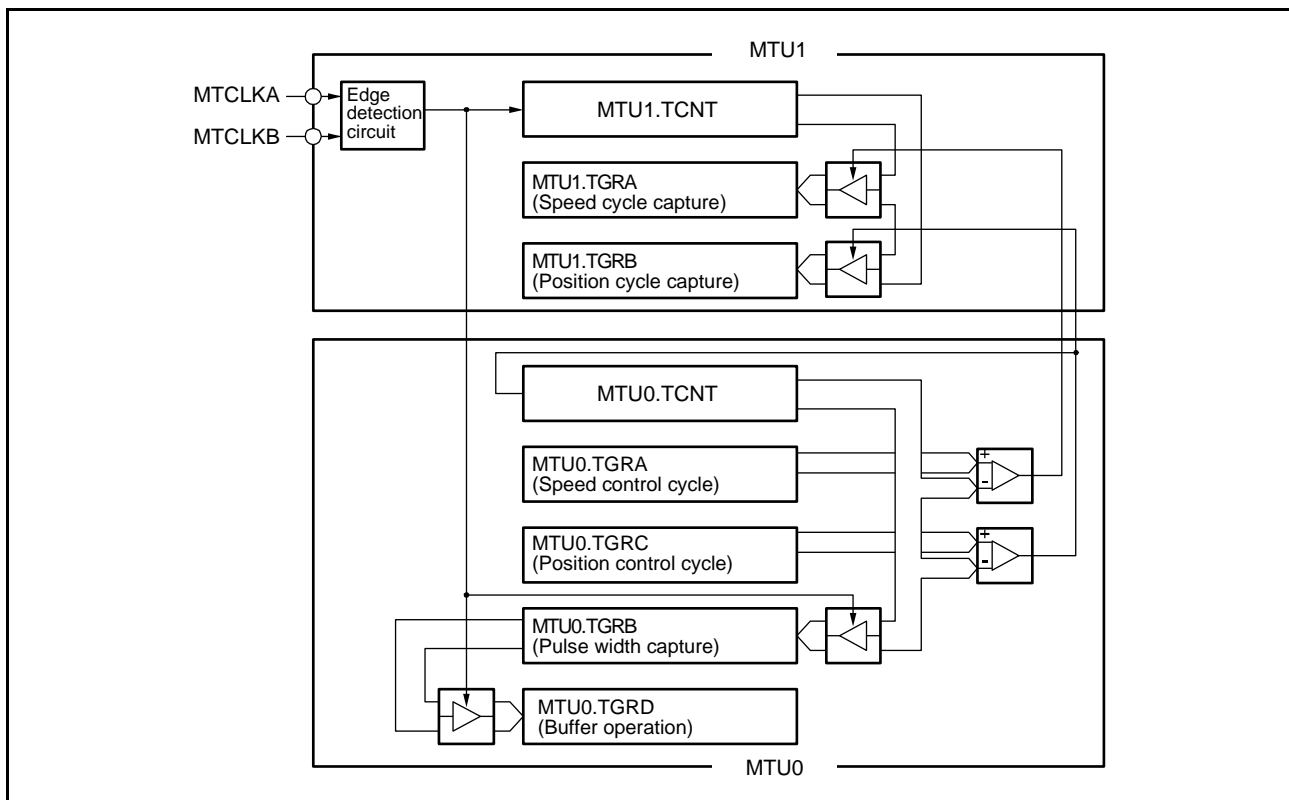 MTU1
MTCLKA
MTCLKB
Edge
detection
circuit
MTU1.TCNT
MTU1.TGRA
(Speed cycle capture)
MTU1.TGRB
(Position cycle capture)
MTU0.TCNT
MTU0.TGRA
(Speed control cycle)
+
-
MTU0.TGRC
(Position control cycle)
+
-
MTU0.TGRB
(Pulse width capture)
MTU0.TGRD
(Buffer operation)
MTU0